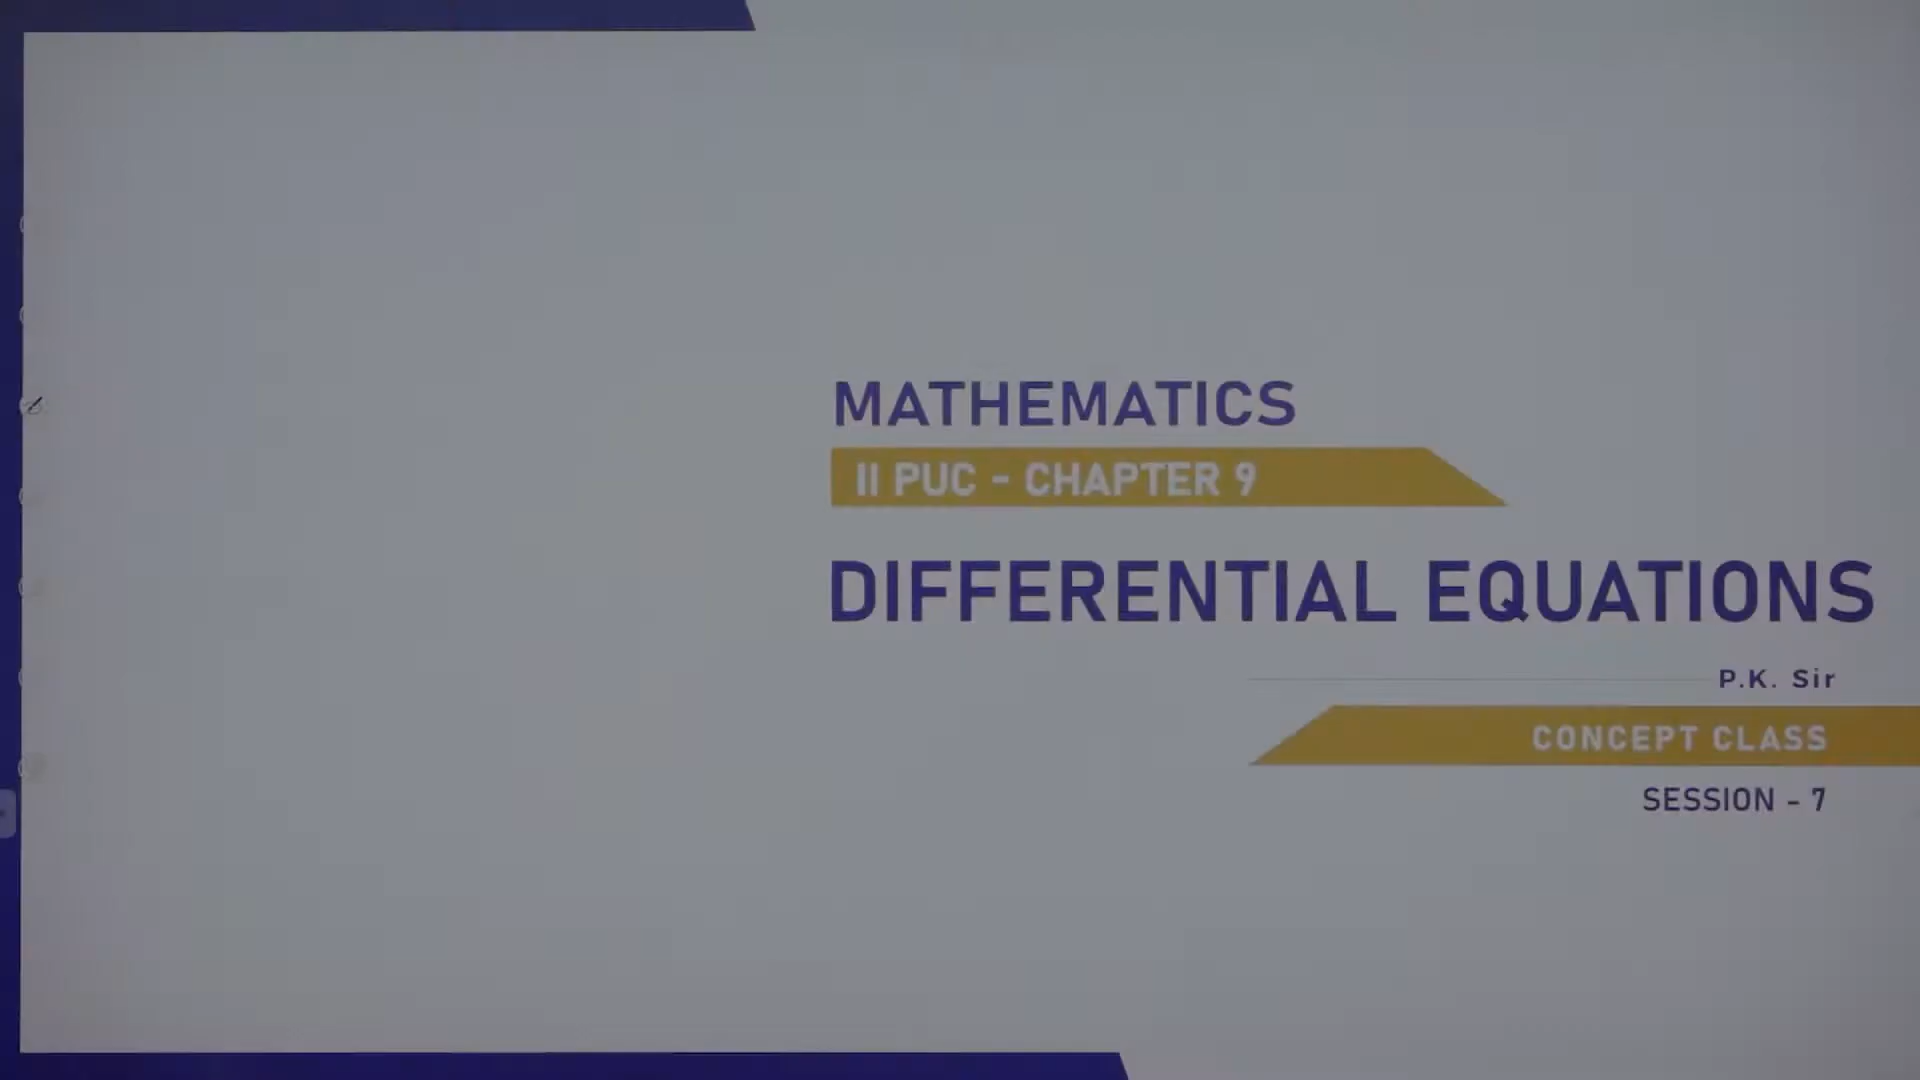 MATHEMATICS
II PUC - CHAPTER 9
DIFFERENTIAL EQUATIONS
P.K. Sir
CONCEPT CLASS
SESSION - 7